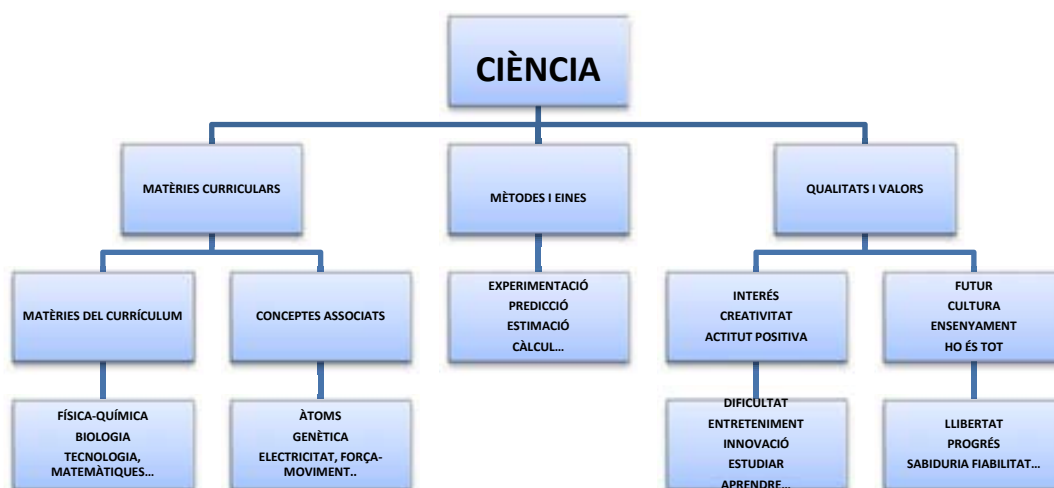 CIÈNCIA
MATÈRIES CURRICULARS
MÈTODES I EINES
QUALITATS I VALORS
MATÈRIES DEL CURRÍCULUM
CONCEPTES ASSOCIATS
EXPERIMENTACIÓ
PREDICCIÓ
ESTIMACIÓ
CÀLCUL...
INTERÉS
CREATIVITAT
ACTITUT POSITIVA
FUTUR
CULTURA
ENSENYAMENT
HO ÉS TOT
FÍSICA-QUÍMICA
BIOLOGIA
TECNOLOGIA,
MATEMÀTIQUES...
ÀTOMS
GENÈTICA
ELECTRICITAT, FORÇA-
MOVIMENT..
DIFICULTAT
ENTRETENIMENT
INNOVACIÓ
ESTUDIAR
APRENDRE...
LLIBERTAT
PROGRÉS
SABIDURIA FIABILITAT...